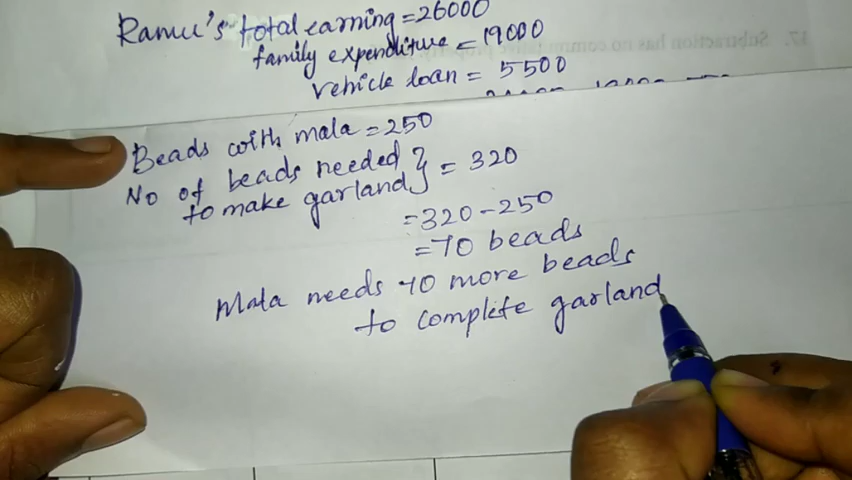 Ramu's total earning = 26000
family expenditure = 19000
vehicle loan = 5500
17. Subtraction has no commutative property
Beads with mala = 250
No of beads needed } = 320
to make garland
= 320 - 250
= 70 beads
Mala needs 70 more beads
to complete garland